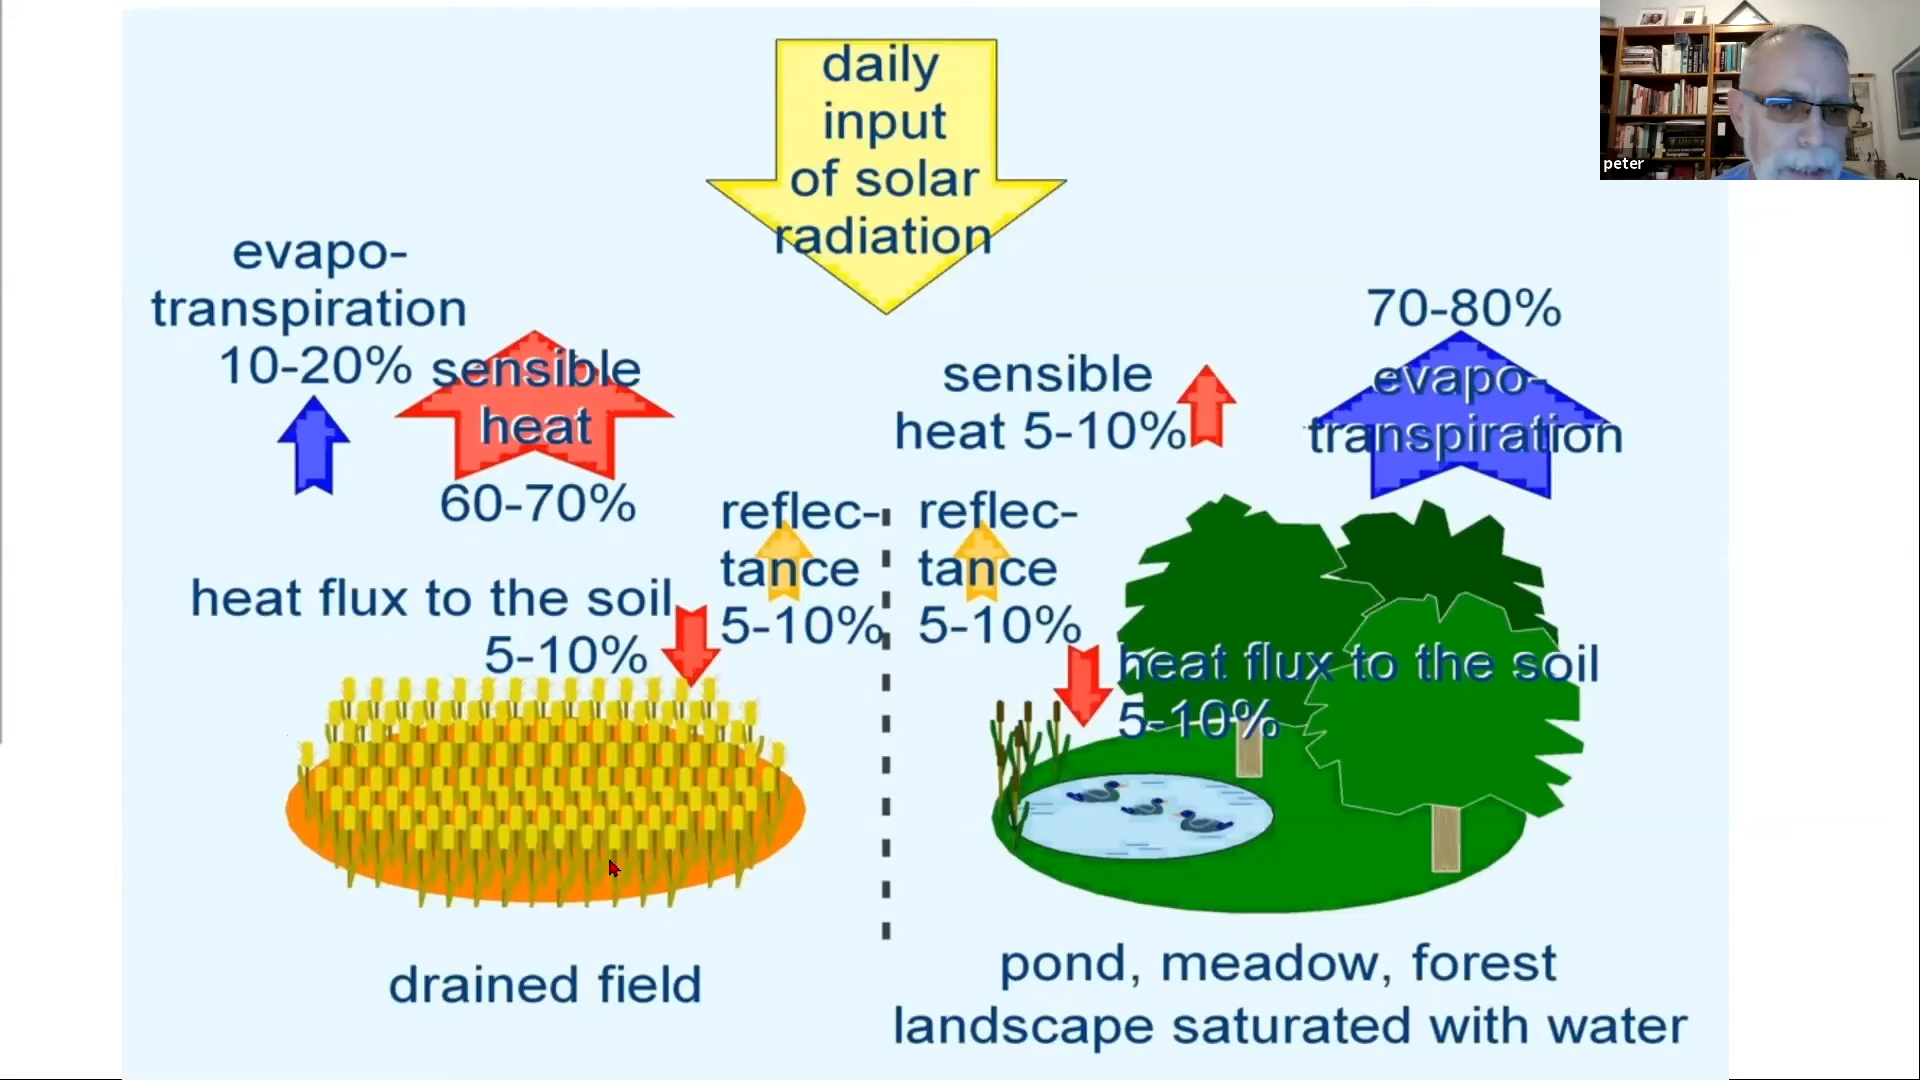 daily
input
of solar
radiation
evapo-
transpiration
10-20%
sensible
heat
60-70%
heat flux to the soil
5-10%
reflec-
tance
5-10%
drained field
sensible
heat 5-10%
70-80%
evapo-
transpiration
reflec-
tance
5-10%
heat flux to the soil
5-10%
pond, meadow, forest
landscape saturated with water
peter